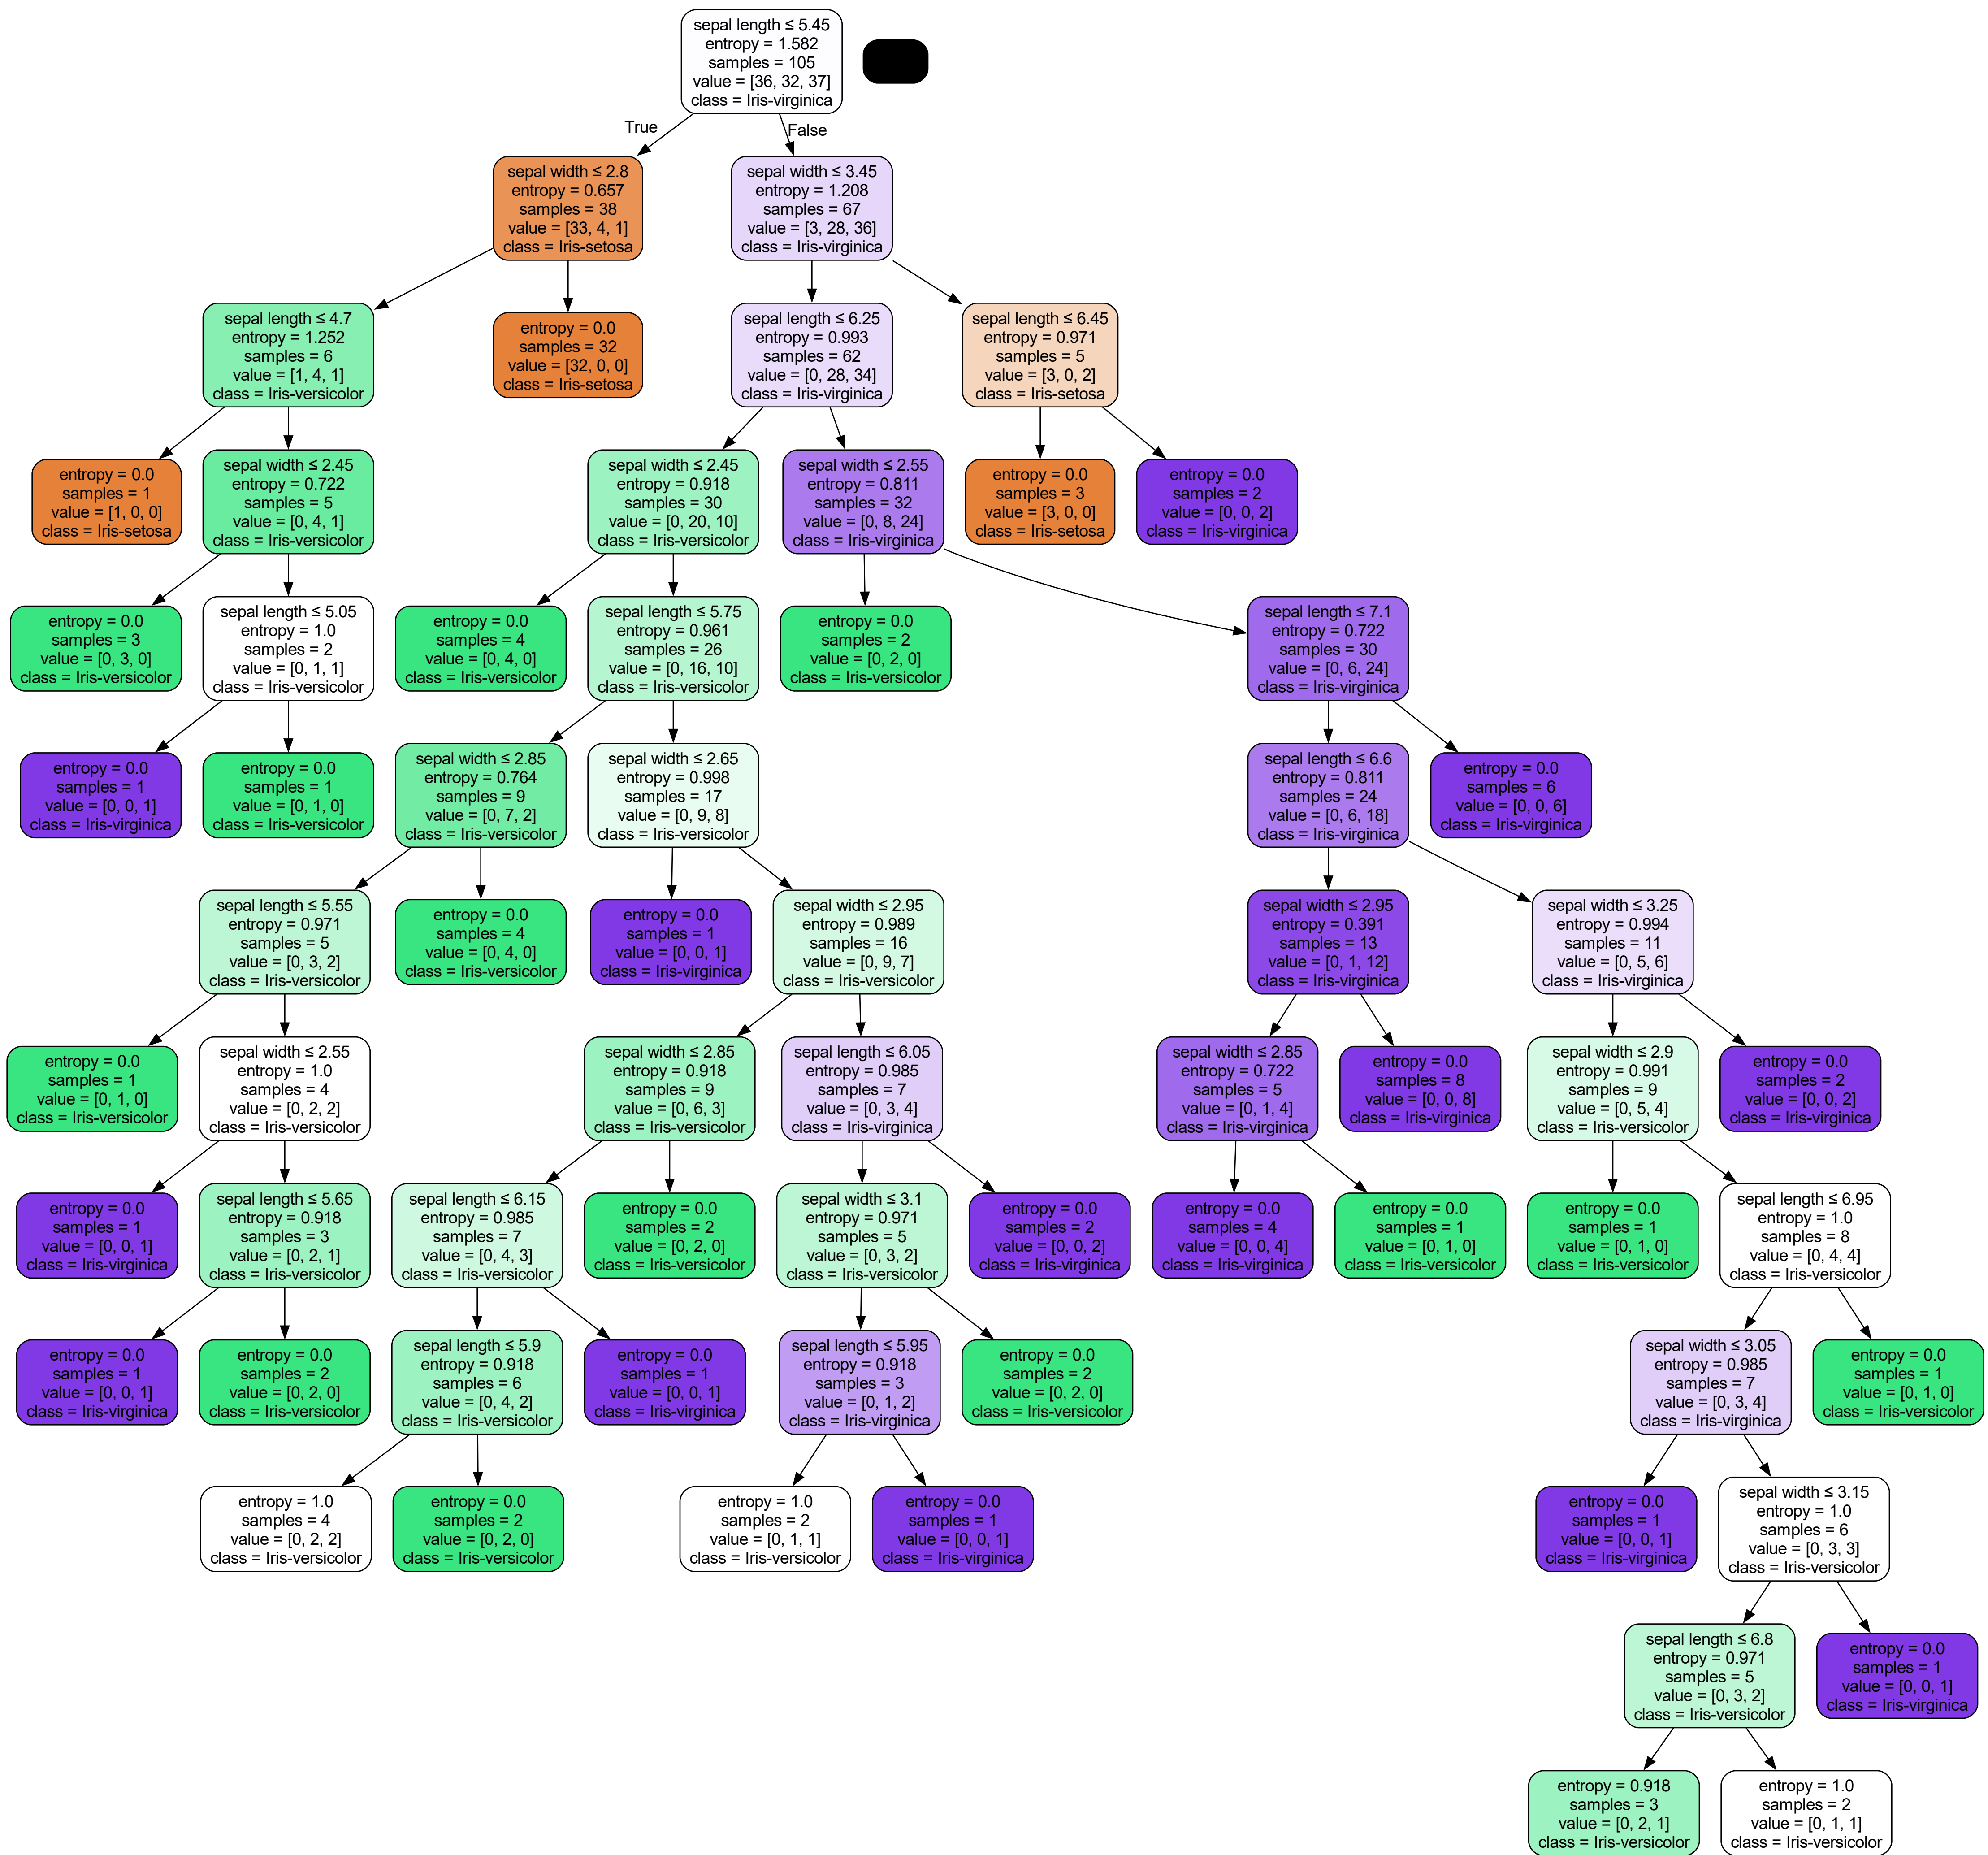 sepal length ≤ 5.45
entropy = 1.582
samples = 105
value = [36, 32, 37]
class = Iris-virginica
True
False
sepal width ≤ 2.8
entropy = 0.657
samples = 38
value = [33, 4, 1]
class = Iris-setosa
sepal width ≤ 3.45
entropy = 1.208
samples = 67
value = [3, 28, 36]
class = Iris-virginica
sepal length ≤ 4.7
entropy = 1.252
samples = 6
value = [1, 4, 1]
class = Iris-versicolor
entropy = 0.0
samples = 32
value = [32, 0, 0]
class = Iris-setosa
sepal length ≤ 6.25
entropy = 0.993
samples = 62
value = [0, 28, 34]
class = Iris-virginica
sepal length ≤ 6.45
entropy = 0.971
samples = 5
value = [3, 0, 2]
class = Iris-setosa
entropy = 0.0
samples = 1
value = [1, 0, 0]
class = Iris-setosa
sepal width ≤ 2.45
entropy = 0.722
samples = 5
value = [0, 4, 1]
class = Iris-versicolor
sepal width ≤ 2.45
entropy = 0.918
samples = 30
value = [0, 20, 10]
class = Iris-versicolor
sepal width ≤ 2.55
entropy = 0.811
samples = 32
value = [0, 8, 24]
class = Iris-virginica
entropy = 0.0
samples = 3
value = [3, 0, 0]
class = Iris-setosa
entropy = 0.0
samples = 2
value = [0, 0, 2]
class = Iris-virginica
entropy = 0.0
samples = 3
value = [0, 3, 0]
class = Iris-versicolor
sepal length ≤ 5.05
entropy = 1.0
samples = 2
value = [0, 1, 1]
class = Iris-versicolor
entropy = 0.0
samples = 4
value = [0, 4, 0]
class = Iris-versicolor
sepal length ≤ 5.75
entropy = 0.961
samples = 26
value = [0, 16, 10]
class = Iris-versicolor
entropy = 0.0
samples = 2
value = [0, 2, 0]
class = Iris-versicolor
sepal length ≤ 7.1
entropy = 0.722
samples = 30
value = [0, 6, 24]
class = Iris-virginica
entropy = 0.0
samples = 1
value = [0, 0, 1]
class = Iris-virginica
entropy = 0.0
samples = 1
value = [0, 1, 0]
class = Iris-versicolor
sepal width ≤ 2.85
entropy = 0.764
samples = 9
value = [0, 7, 2]
class = Iris-versicolor
sepal width ≤ 2.65
entropy = 0.998
samples = 17
value = [0, 9, 8]
class = Iris-versicolor
sepal length ≤ 6.6
entropy = 0.811
samples = 24
value = [0, 6, 18]
class = Iris-virginica
entropy = 0.0
samples = 6
value = [0, 0, 6]
class = Iris-virginica
sepal length ≤ 5.55
entropy = 0.971
samples = 5
value = [0, 3, 2]
class = Iris-versicolor
entropy = 0.0
samples = 4
value = [0, 4, 0]
class = Iris-versicolor
entropy = 0.0
samples = 1
value = [0, 0, 1]
class = Iris-virginica
sepal width ≤ 2.95
entropy = 0.989
samples = 16
value = [0, 9, 7]
class = Iris-versicolor
sepal width ≤ 2.95
entropy = 0.391
samples = 13
value = [0, 1, 12]
class = Iris-virginica
sepal width ≤ 3.25
entropy = 0.994
samples = 11
value = [0, 5, 6]
class = Iris-virginica
entropy = 0.0
samples = 1
value = [0, 1, 0]
class = Iris-versicolor
sepal width ≤ 2.55
entropy = 1.0
samples = 4
value = [0, 2, 2]
class = Iris-versicolor
sepal width ≤ 2.85
entropy = 0.918
samples = 9
value = [0, 6, 3]
class = Iris-versicolor
sepal length ≤ 6.05
entropy = 0.985
samples = 7
value = [0, 3, 4]
class = Iris-virginica
sepal width ≤ 2.85
entropy = 0.722
samples = 5
value = [0, 1, 4]
class = Iris-virginica
entropy = 0.0
samples = 8
value = [0, 0, 8]
class = Iris-virginica
sepal width ≤ 2.9
entropy = 0.991
samples = 9
value = [0, 5, 4]
class = Iris-versicolor
entropy = 0.0
samples = 2
value = [0, 0, 2]
class = Iris-virginica
entropy = 0.0
samples = 1
value = [0, 0, 1]
class = Iris-virginica
sepal length ≤ 5.65
entropy = 0.918
samples = 3
value = [0, 2, 1]
class = Iris-versicolor
sepal length ≤ 6.15
entropy = 0.985
samples = 7
value = [0, 4, 3]
class = Iris-versicolor
entropy = 0.0
samples = 2
value = [0, 2, 0]
class = Iris-versicolor
sepal width ≤ 3.1
entropy = 0.971
samples = 5
value = [0, 3, 2]
class = Iris-versicolor
entropy = 0.0
samples = 2
value = [0, 0, 2]
class = Iris-virginica
entropy = 0.0
samples = 4
value = [0, 0, 4]
class = Iris-virginica
entropy = 0.0
samples = 1
value = [0, 1, 0]
class = Iris-versicolor
entropy = 0.0
samples = 1
value = [0, 1, 0]
class = Iris-versicolor
sepal length ≤ 6.95
entropy = 1.0
samples = 8
value = [0, 4, 4]
class = Iris-versicolor
entropy = 0.0
samples = 1
value = [0, 0, 1]
class = Iris-virginica
entropy = 0.0
samples = 2
value = [0, 2, 0]
class = Iris-versicolor
sepal length ≤ 5.9
entropy = 0.918
samples = 6
value = [0, 4, 2]
class = Iris-versicolor
entropy = 0.0
samples = 1
value = [0, 0, 1]
class = Iris-virginica
sepal length ≤ 5.95
entropy = 0.918
samples = 3
value = [0, 1, 2]
class = Iris-virginica
entropy = 0.0
samples = 2
value = [0, 2, 0]
class = Iris-versicolor
sepal width ≤ 3.05
entropy = 0.985
samples = 7
value = [0, 3, 4]
class = Iris-virginica
entropy = 0.0
samples = 1
value = [0, 1, 0]
class = Iris-versicolor
entropy = 1.0
samples = 4
value = [0, 2, 2]
class = Iris-versicolor
entropy = 0.0
samples = 2
value = [0, 2, 0]
class = Iris-versicolor
entropy = 1.0
samples = 2
value = [0, 1, 1]
class = Iris-versicolor
entropy = 0.0
samples = 1
value = [0, 0, 1]
class = Iris-virginica
entropy = 0.0
samples = 1
value = [0, 0, 1]
class = Iris-virginica
sepal width ≤ 3.15
entropy = 1.0
samples = 6
value = [0, 3, 3]
class = Iris-versicolor
sepal length ≤ 6.8
entropy = 0.971
samples = 5
value = [0, 3, 2]
class = Iris-versicolor
entropy = 0.0
samples = 1
value = [0, 0, 1]
class = Iris-virginica
entropy = 0.918
samples = 3
value = [0, 2, 1]
class = Iris-versicolor
entropy = 1.0
samples = 2
value = [0, 1, 1]
class = Iris-versicolor